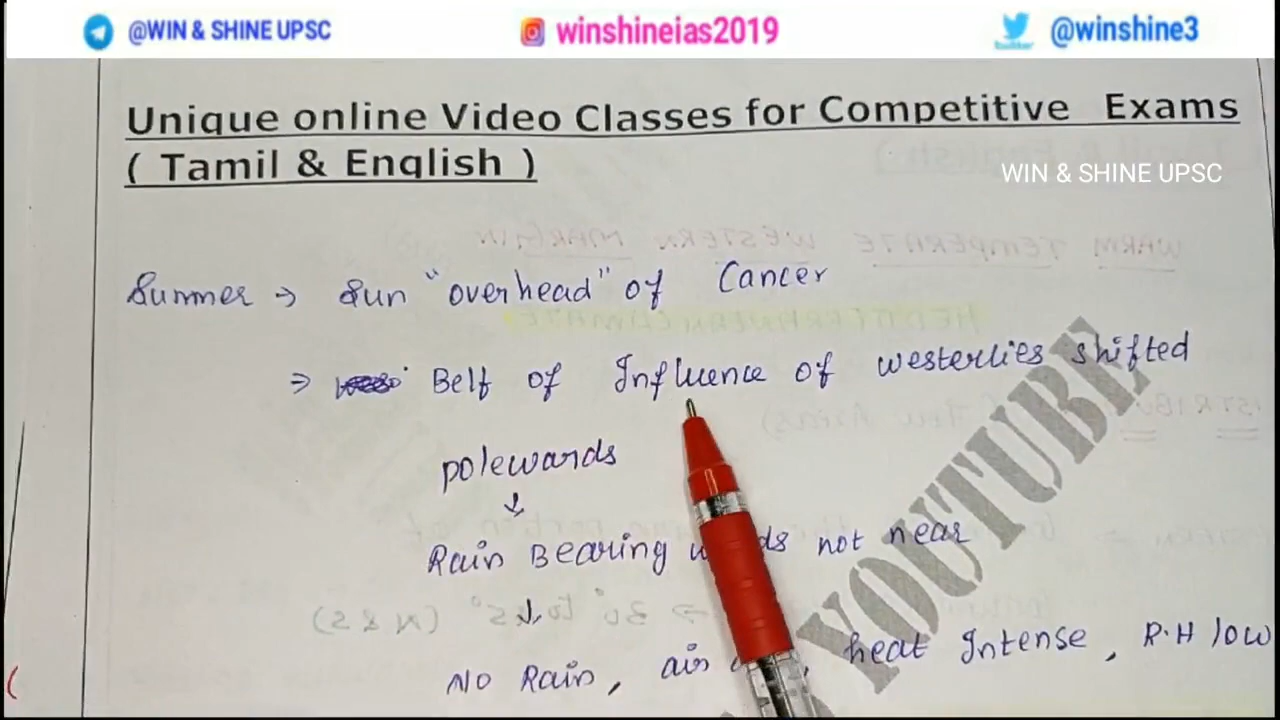 @WIN & SHINE UPSC
winshineias2019
@winshine3
Unique online Video Classes for Competitive Exams
( Tamil & English )
WIN & SHINE UPSC
Summer → Sun "overhead" of Cancer
⇒ Belt of Influence of westerlies shifted
polewards
↓
Rain Bearing not near
↓
No Rain, air , heat Intense, R.H low
YOUTUBE